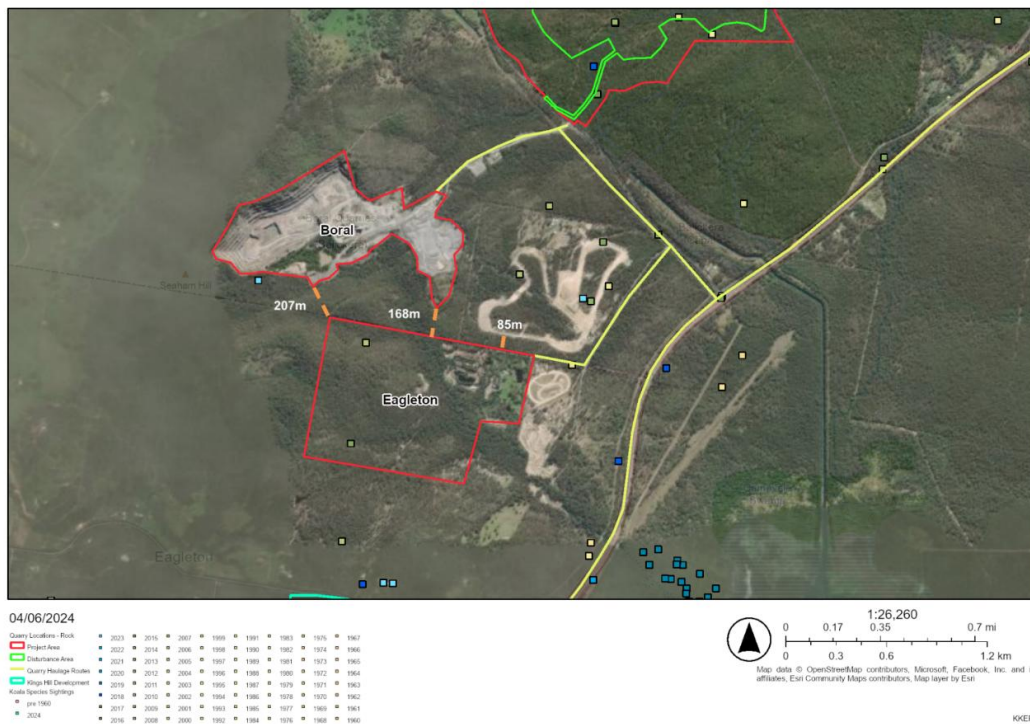 Boral
Seaham Hill
207m
168m
85m
Eagleton
Eagleton
04/06/2024
Quarry Locations - Rock
Project Area
Disturbance Area
Quarry Haulage Routes
Kings Hill Development
Koala Species Sightings
pre 1960
2024
2023 2015 2007 1999 1991 1983 1975 1967
2022 2014 2006 1998 1990 1982 1974 1966
2021 2013 2005 1997 1989 1981 1973 1965
2020 2012 2004 1996 1988 1980 1972 1964
2019 2011 2003 1995 1987 1979 1971 1963
2018 2010 2002 1994 1986 1978 1970 1962
2017 2009 2001 1993 1985 1977 1969 1961
2016 2008 2000 1992 1984 1976 1968 1960
1:26,260
0 0.17 0.35 0.7 mi
0 0.3 0.6 1.2 km
Map data © OpenStreetMap contributors, Microsoft, Facebook, Inc. and
affiliates, Esri Community Maps contributors, Map layer by Esri